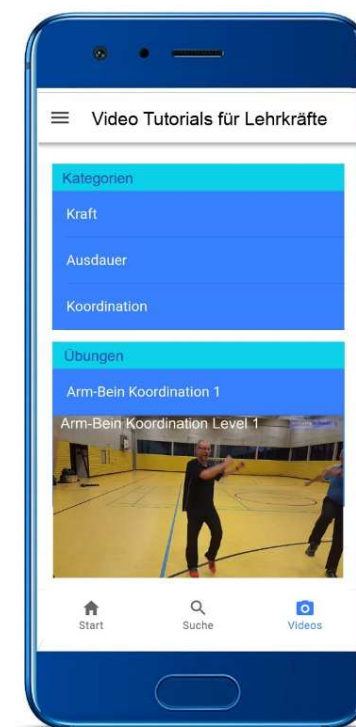 Video Tutorials für Lehrkräfte
Kategorien
Kraft
Ausdauer
Koordination
Übungen
Arm-Bein Koordination 1
Arm-Bein Koordination Level 1
Start
Suche
Videos